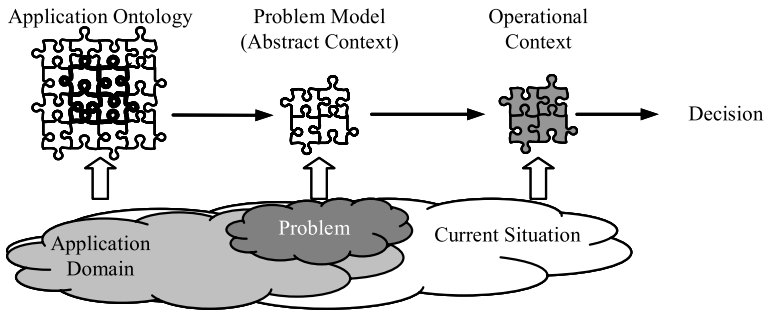 Application Ontology
Problem Model
(Abstract Context)
Operational
Context
Decision
Application
Domain
Problem
Current Situation